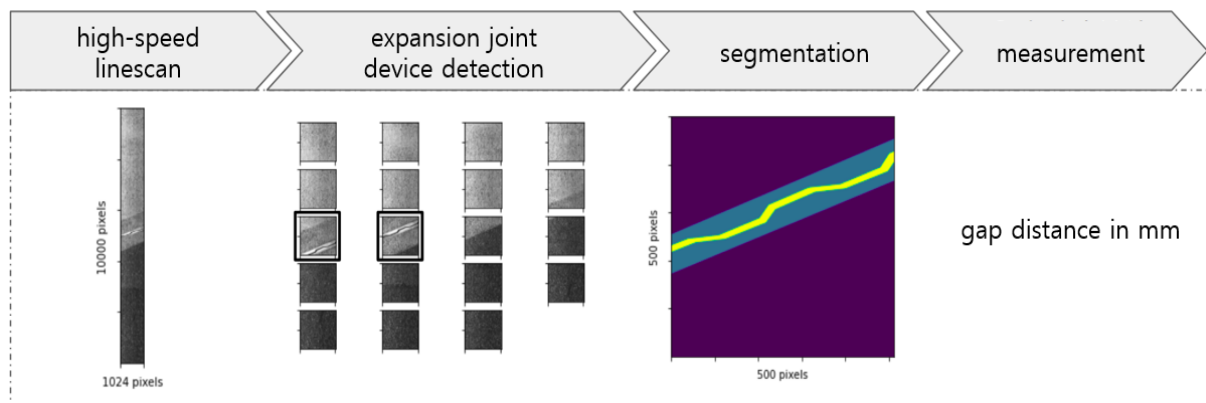 high-speed
linescan
expansion joint
device detection
segmentation
measurement
10000 pixels
1024 pixels
500 pixels
500 pixels
gap distance in mm